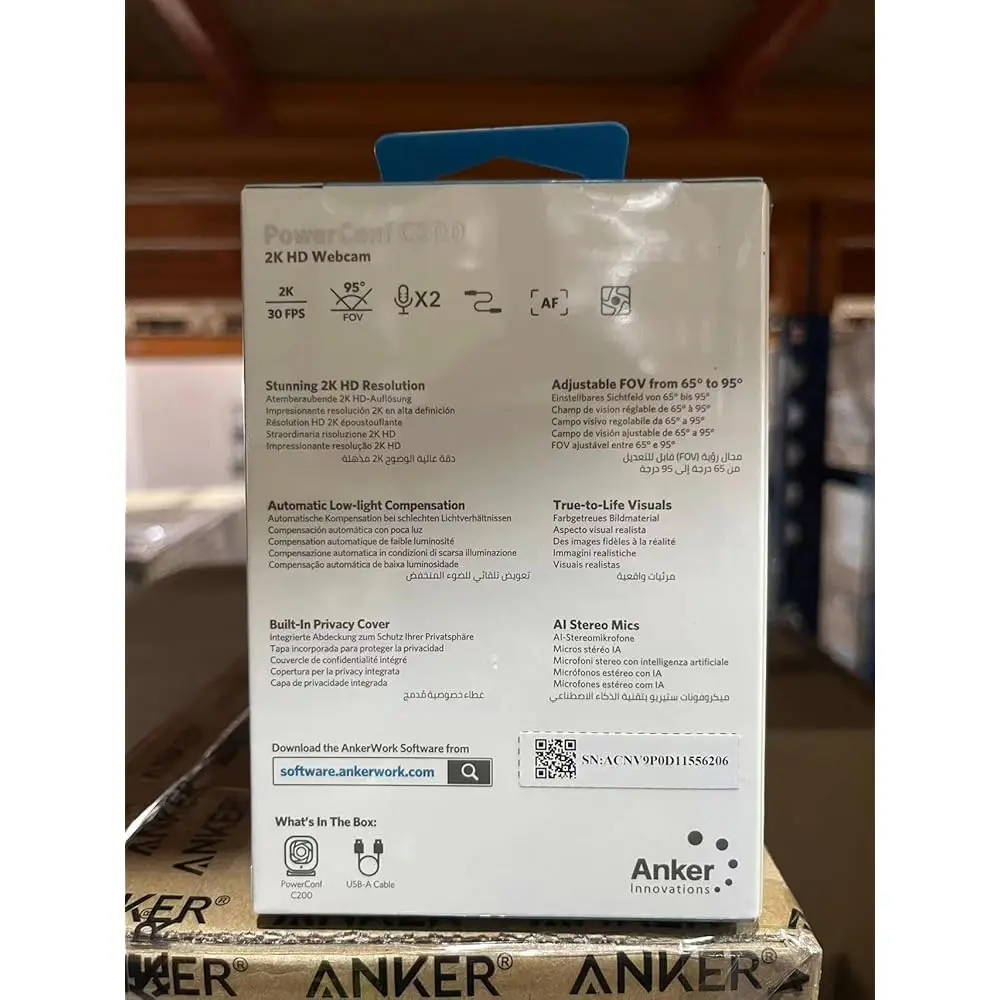 PowerConf C200
2K HD Webcam
2K
30 FPS
95°
FOV
X2
AF
Stunning 2K HD Resolution
Atemberaubende 2K HD-Auflösung
Impresionante resolución 2K en alta definición
Résolution HD 2K époustouflante
Straordinaria risoluzione 2K HD
Impressionante resolução 2K HD
دقة عالية الوضوح 2K مذهلة
Adjustable FOV from 65° to 95°
Einstellbares Sichtfeld von 65° bis 95°
Champ de vision réglable de 65° à 95°
Campo visivo regolabile da 65° a 95°
Campo de visión ajustable de 65° a 95°
FOV ajustável entre 65° e 95°
مجال رؤية (FOV) قابل للتعديل
من 65 درجة إلى 95 درجة
Automatic Low-light Compensation
Automatische Kompensation bei schlechten Lichtverhältnissen
Compensación automática con poca luz
Compensation automatique de faible luminosité
Compensazione automatica in condizioni di scarsa illuminazione
Compensação automática de baixa luminosidade
تعويض تلقائي للضوء المنخفض
True-to-Life Visuals
Farbgetreues Bildmaterial
Aspecto visual realista
Des images fidèles à la réalité
Immagini realistiche
Visuais realistas
مرئيات واقعية
Built-In Privacy Cover
Integrierte Abdeckung zum Schutz Ihrer Privatsphäre
Tapa incorporada para proteger la privacidad
Couvercle de confidentialité intégré
Copertura per la privacy integrata
Capa de privacidade integrada
غطاء خصوصية مُدمج
AI Stereo Mics
AI-Stereomikrofone
Micros stéréo IA
Microfoni stereo con intelligenza artificiale
Micrófonos estéreo con IA
Microfones estéreo com IA
ميكروفونات ستيريو بتقنية الذكاء الاصطناعي
Download the AnkerWork Software from
software.ankerwork.com
SN:ACNV9P0D11556206
What's In The Box:
PowerConf
C200
USB-A Cable
Anker
Innovations
ANKER
KER®
ANKER® ANKER®